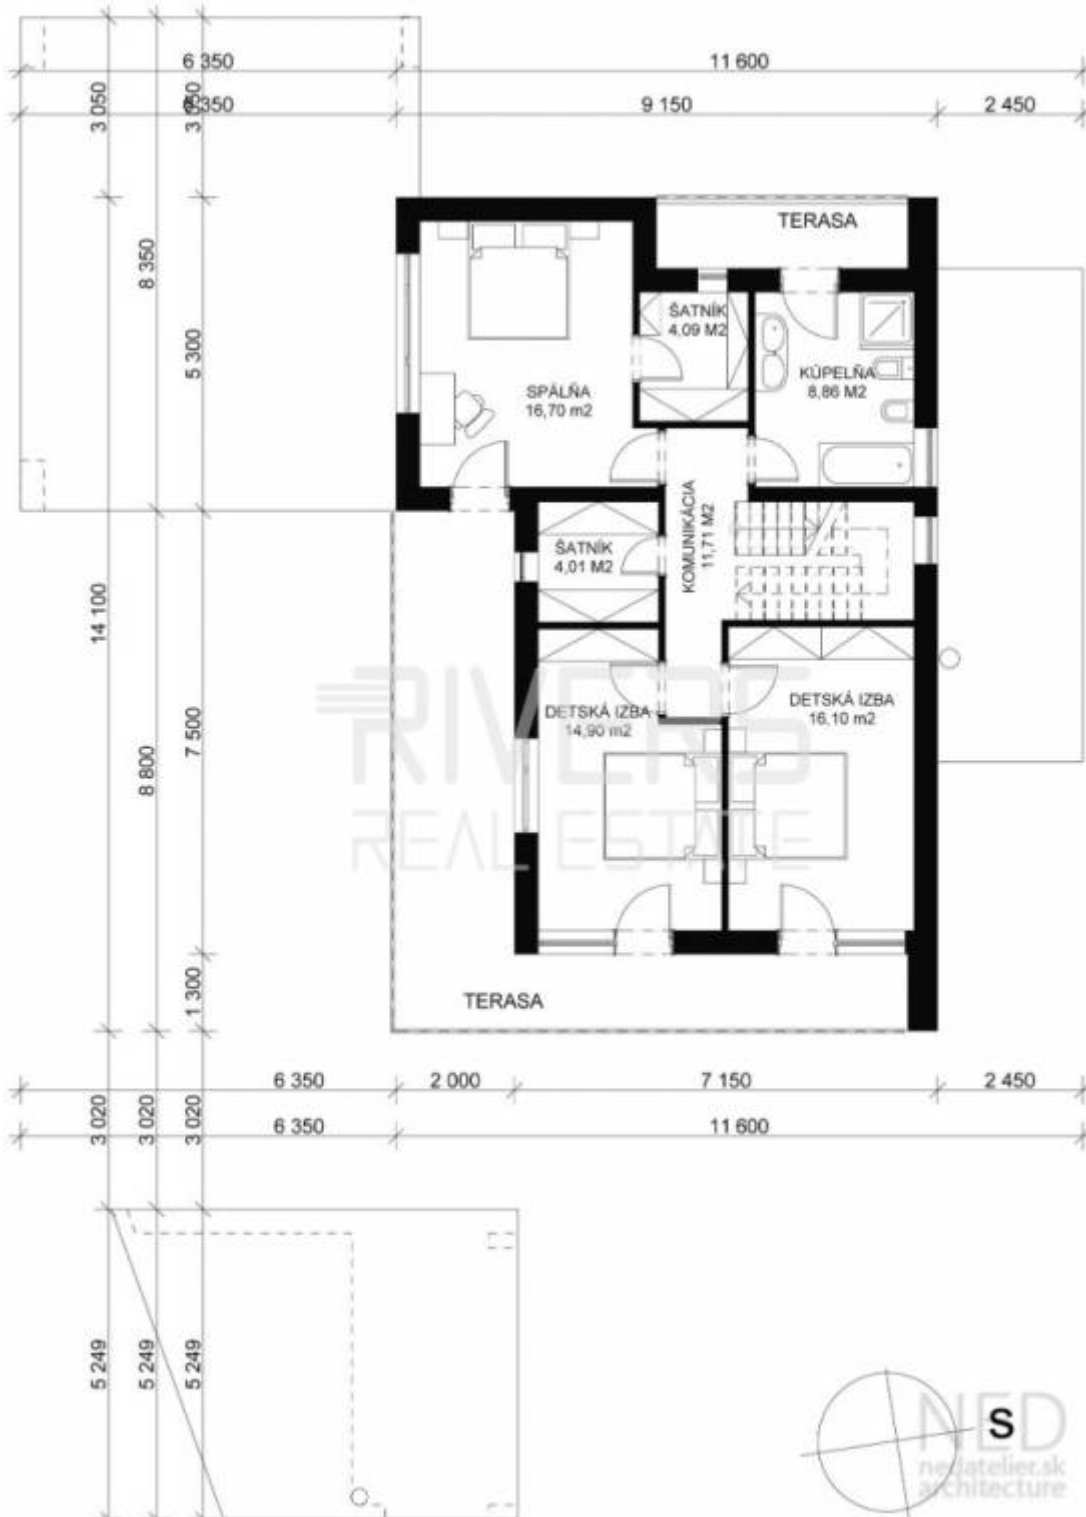 6 350
11 600
6 350
9 150
2 450
3 050
3 050
8 350
5 300
14 100
8 800
7 500
1 300
TERASA
ŠATNÍK
4,09 M2
KÚPELŇA
8,86 M2
SPÁLŇA
16,70 m2
KOMUNIKÁCIA
11,71 M2
ŠATNÍK
4,01 M2
DETSKÁ IZBA
14,90 m2
DETSKÁ IZBA
16,10 m2
RIVERS
REAL ESTATE
TERASA
6 350
2 000
7 150
2 450
3 020
3 020
3 020
6 350
11 600
5 249
5 249
5 249
S
NED
nedatelier.sk
architecture